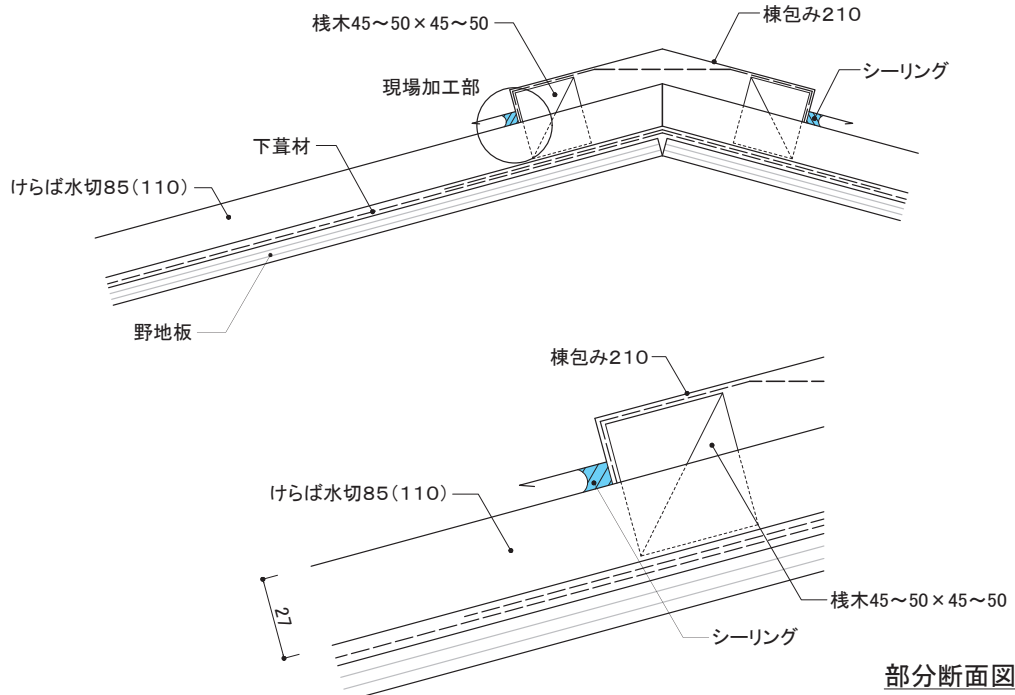 棟包み210
桟木45～50×45～50
シーリング
現場加工部
下葺材
けらば水切85(110)
野地板
棟包み210
けらば水切85(110)
27
桟木45～50×45～50
シーリング
部分断面図